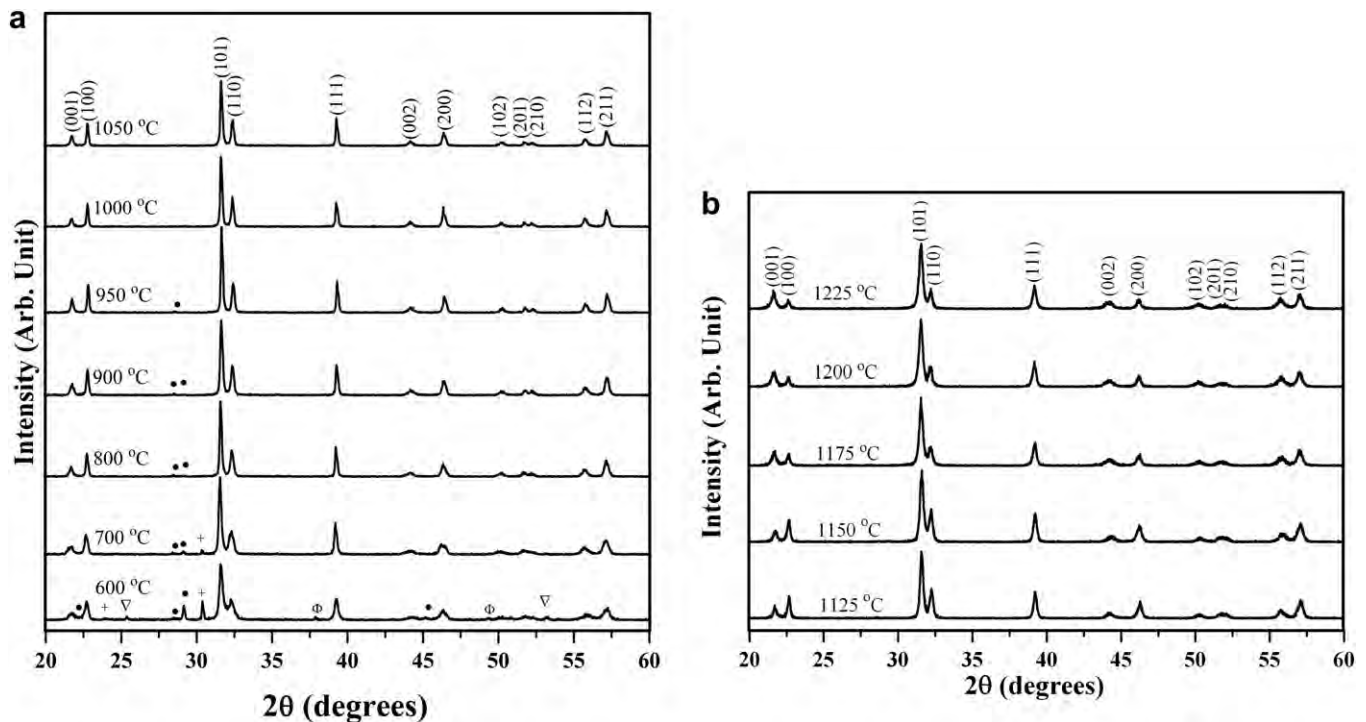 a
Intensity (Arb. Unit)
(001) (100) (101) (110) (111) (002) (200) (102) (201) (210) (112) (211)
1050 °C
1000 °C
950 °C •
900 °C • •
800 °C • •
700 °C • • +
600 °C
• + ∇ • • + Φ • Φ ∇
20 25 30 35 40 45 50 55 60
2θ (degrees)
b
Intensity (Arb. Unit)
(001) (100) (101) (110) (111) (002) (200) (102) (201) (210) (112) (211)
1225 °C
1200 °C
1175 °C
1150 °C
1125 °C
20 25 30 35 40 45 50 55 60
2θ (degrees)